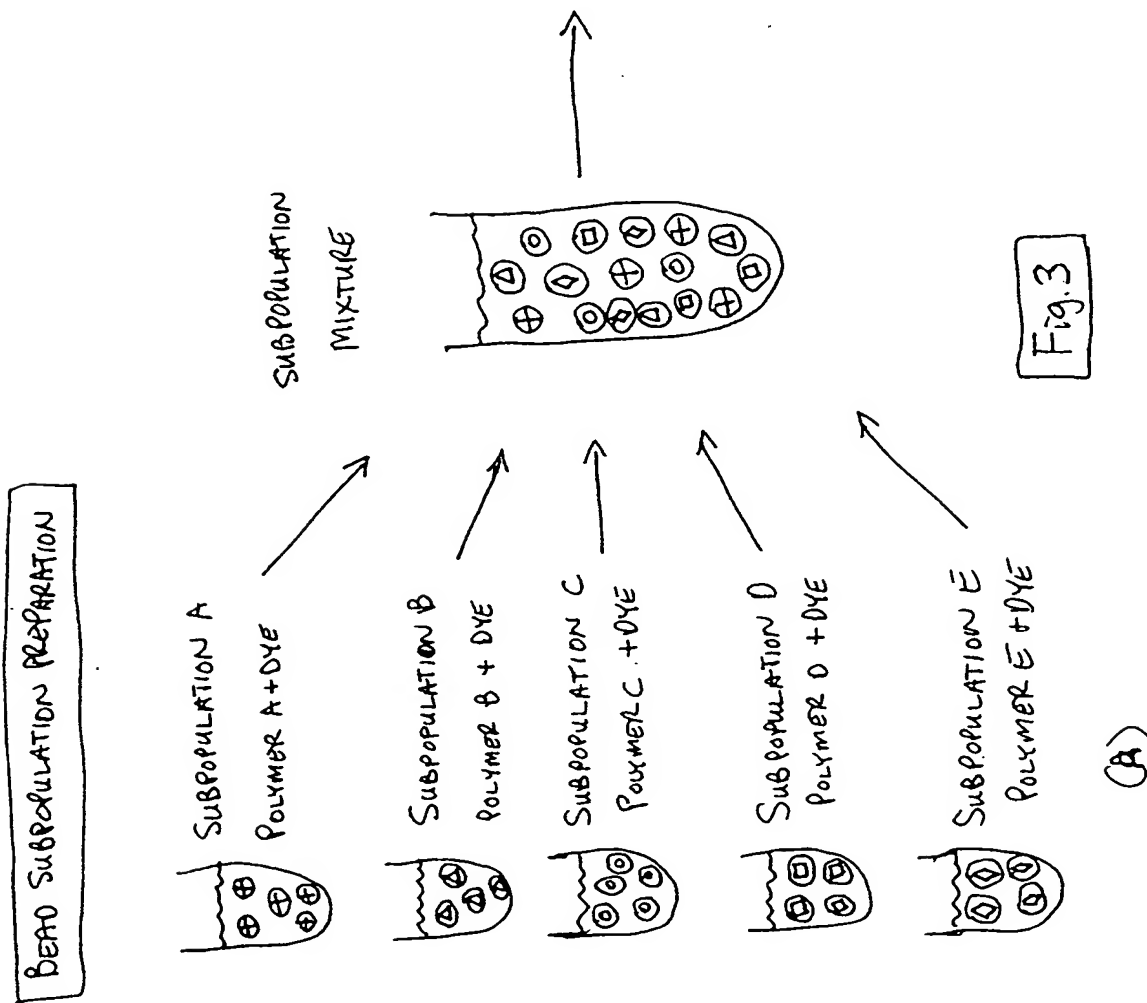 BEAD SUBPOPULATION PREPARATION
SUBPOPULATION A
POLYMER A+DYE
SUBPOPULATION B
POLYMER B + DYE
SUBPOPULATION C
POLYMER C. +DYE
SUBPOPULATION D
POLYMER D +DYE
SUBPOPULATION E
POLYMER E +DYE
(A)
SUBPOPULATION
MIXTURE
Fig.3